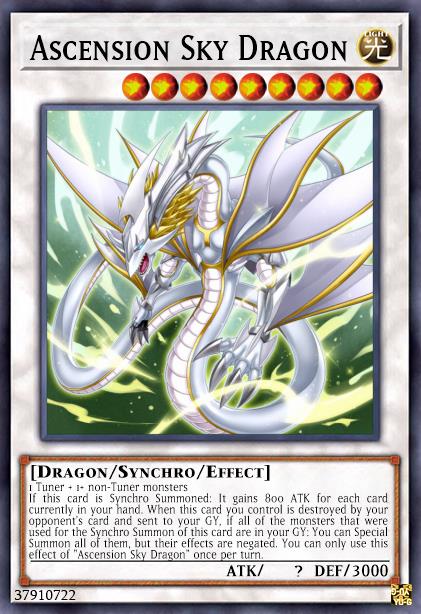 ASCENSION SKY DRAGON
LIGHT
光
[DRAGON/SYNCHRO/EFFECT]
1 Tuner + 1+ non-Tuner monsters
If this card is Synchro Summoned: It gains 800 ATK for each card
currently in your hand. When this card you control is destroyed by your
opponent's card and sent to your GY, if all of the monsters that were
used for the Synchro Summon of this card are in your GY: You can Special
Summon all of them, but their effects are negated. You can only use this
effect of "Ascension Sky Dragon" once per turn.
ATK/ ? DEF/3000
37910722